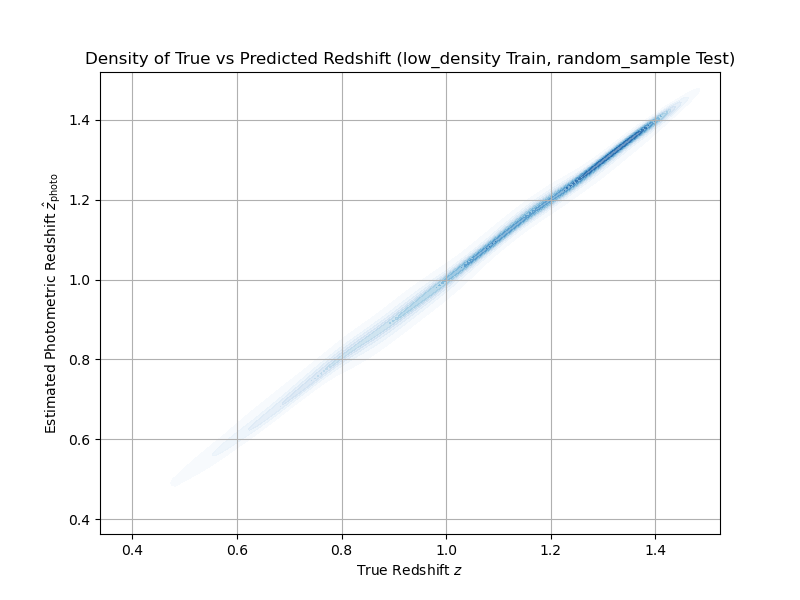 Density of True vs Predicted Redshift (low_density Train, random_sample Test)
Estimated Photometric Redshift ẑ_photo
1.4
1.2
1.0
0.8
0.6
0.4
0.4 0.6 0.8 1.0 1.2 1.4
True Redshift z